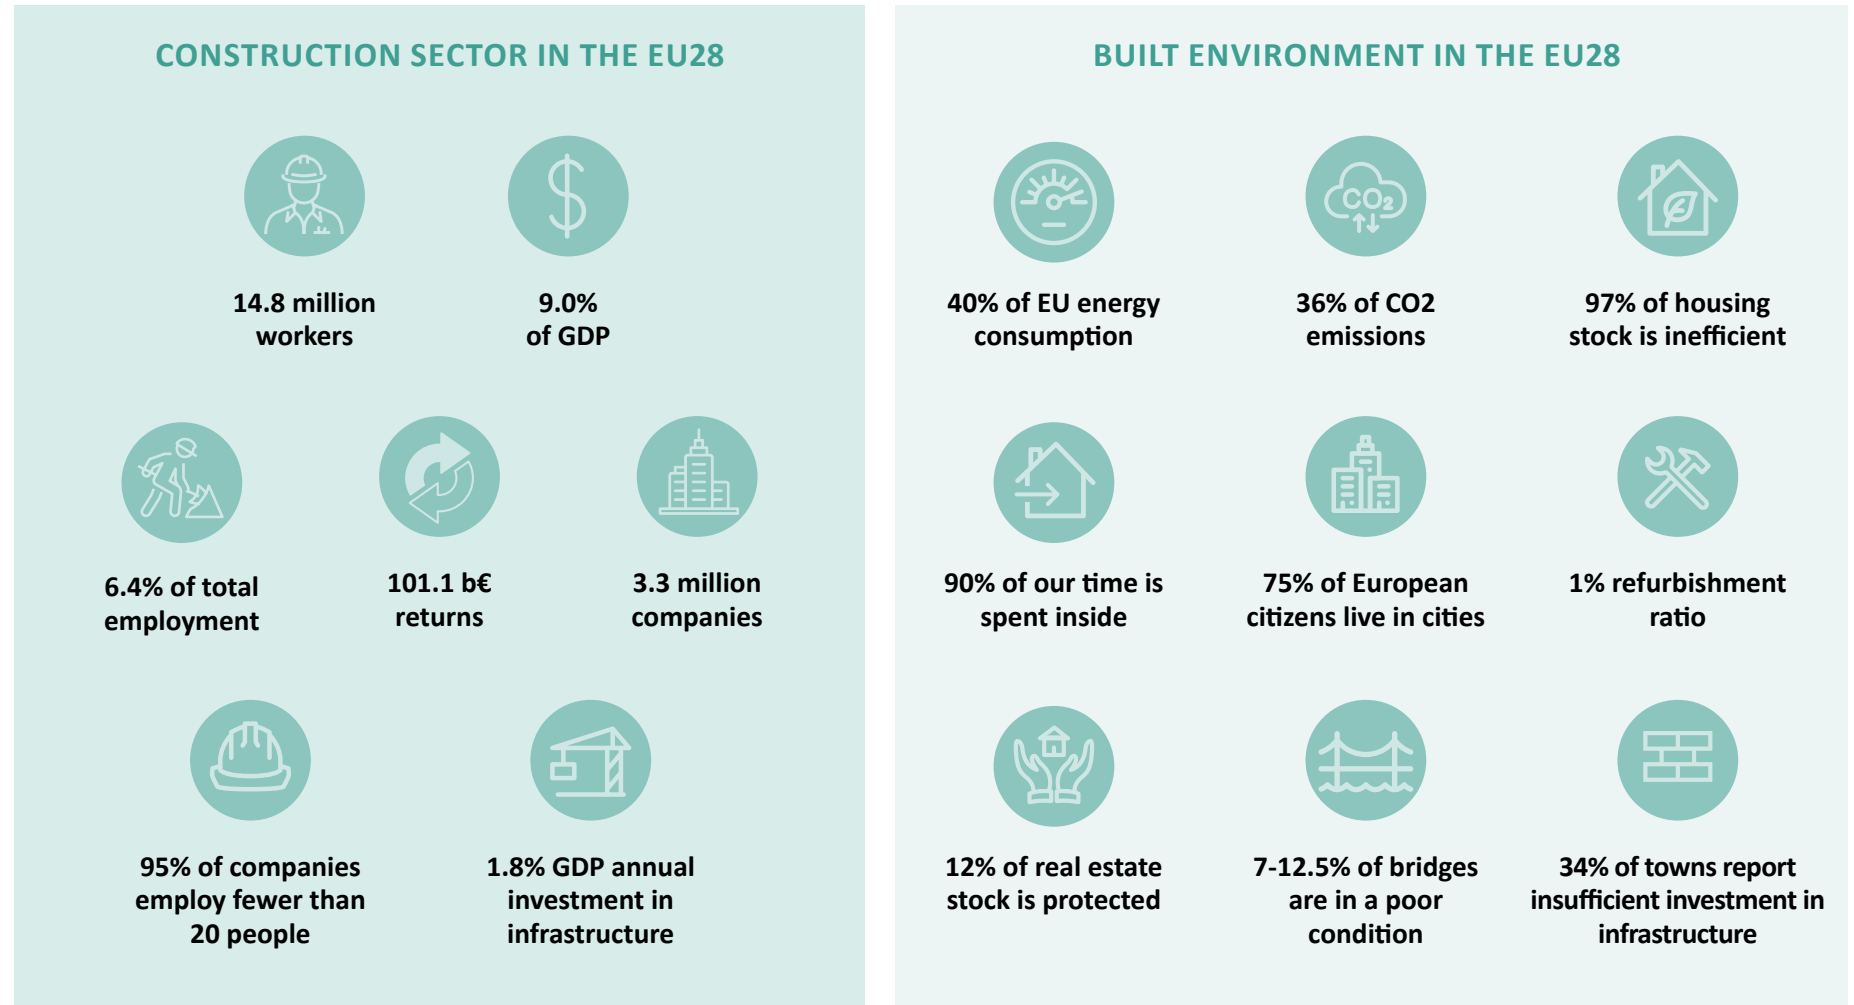 CONSTRUCTION SECTOR IN THE EU28
14.8 million
workers
9.0%
of GDP
6.4% of total
employment
101.1 b€
returns
3.3 million
companies
95% of companies
employ fewer than
20 people
1.8% GDP annual
investment in
infrastructure
BUILT ENVIRONMENT IN THE EU28
40% of EU energy
consumption
CO2
36% of CO2
emissions
97% of housing
stock is inefficient
90% of our time is
spent inside
75% of European
citizens live in cities
1% refurbishment
ratio
12% of real estate
stock is protected
7-12.5% of bridges
are in a poor
condition
34% of towns report
insufficient investment in
infrastructure